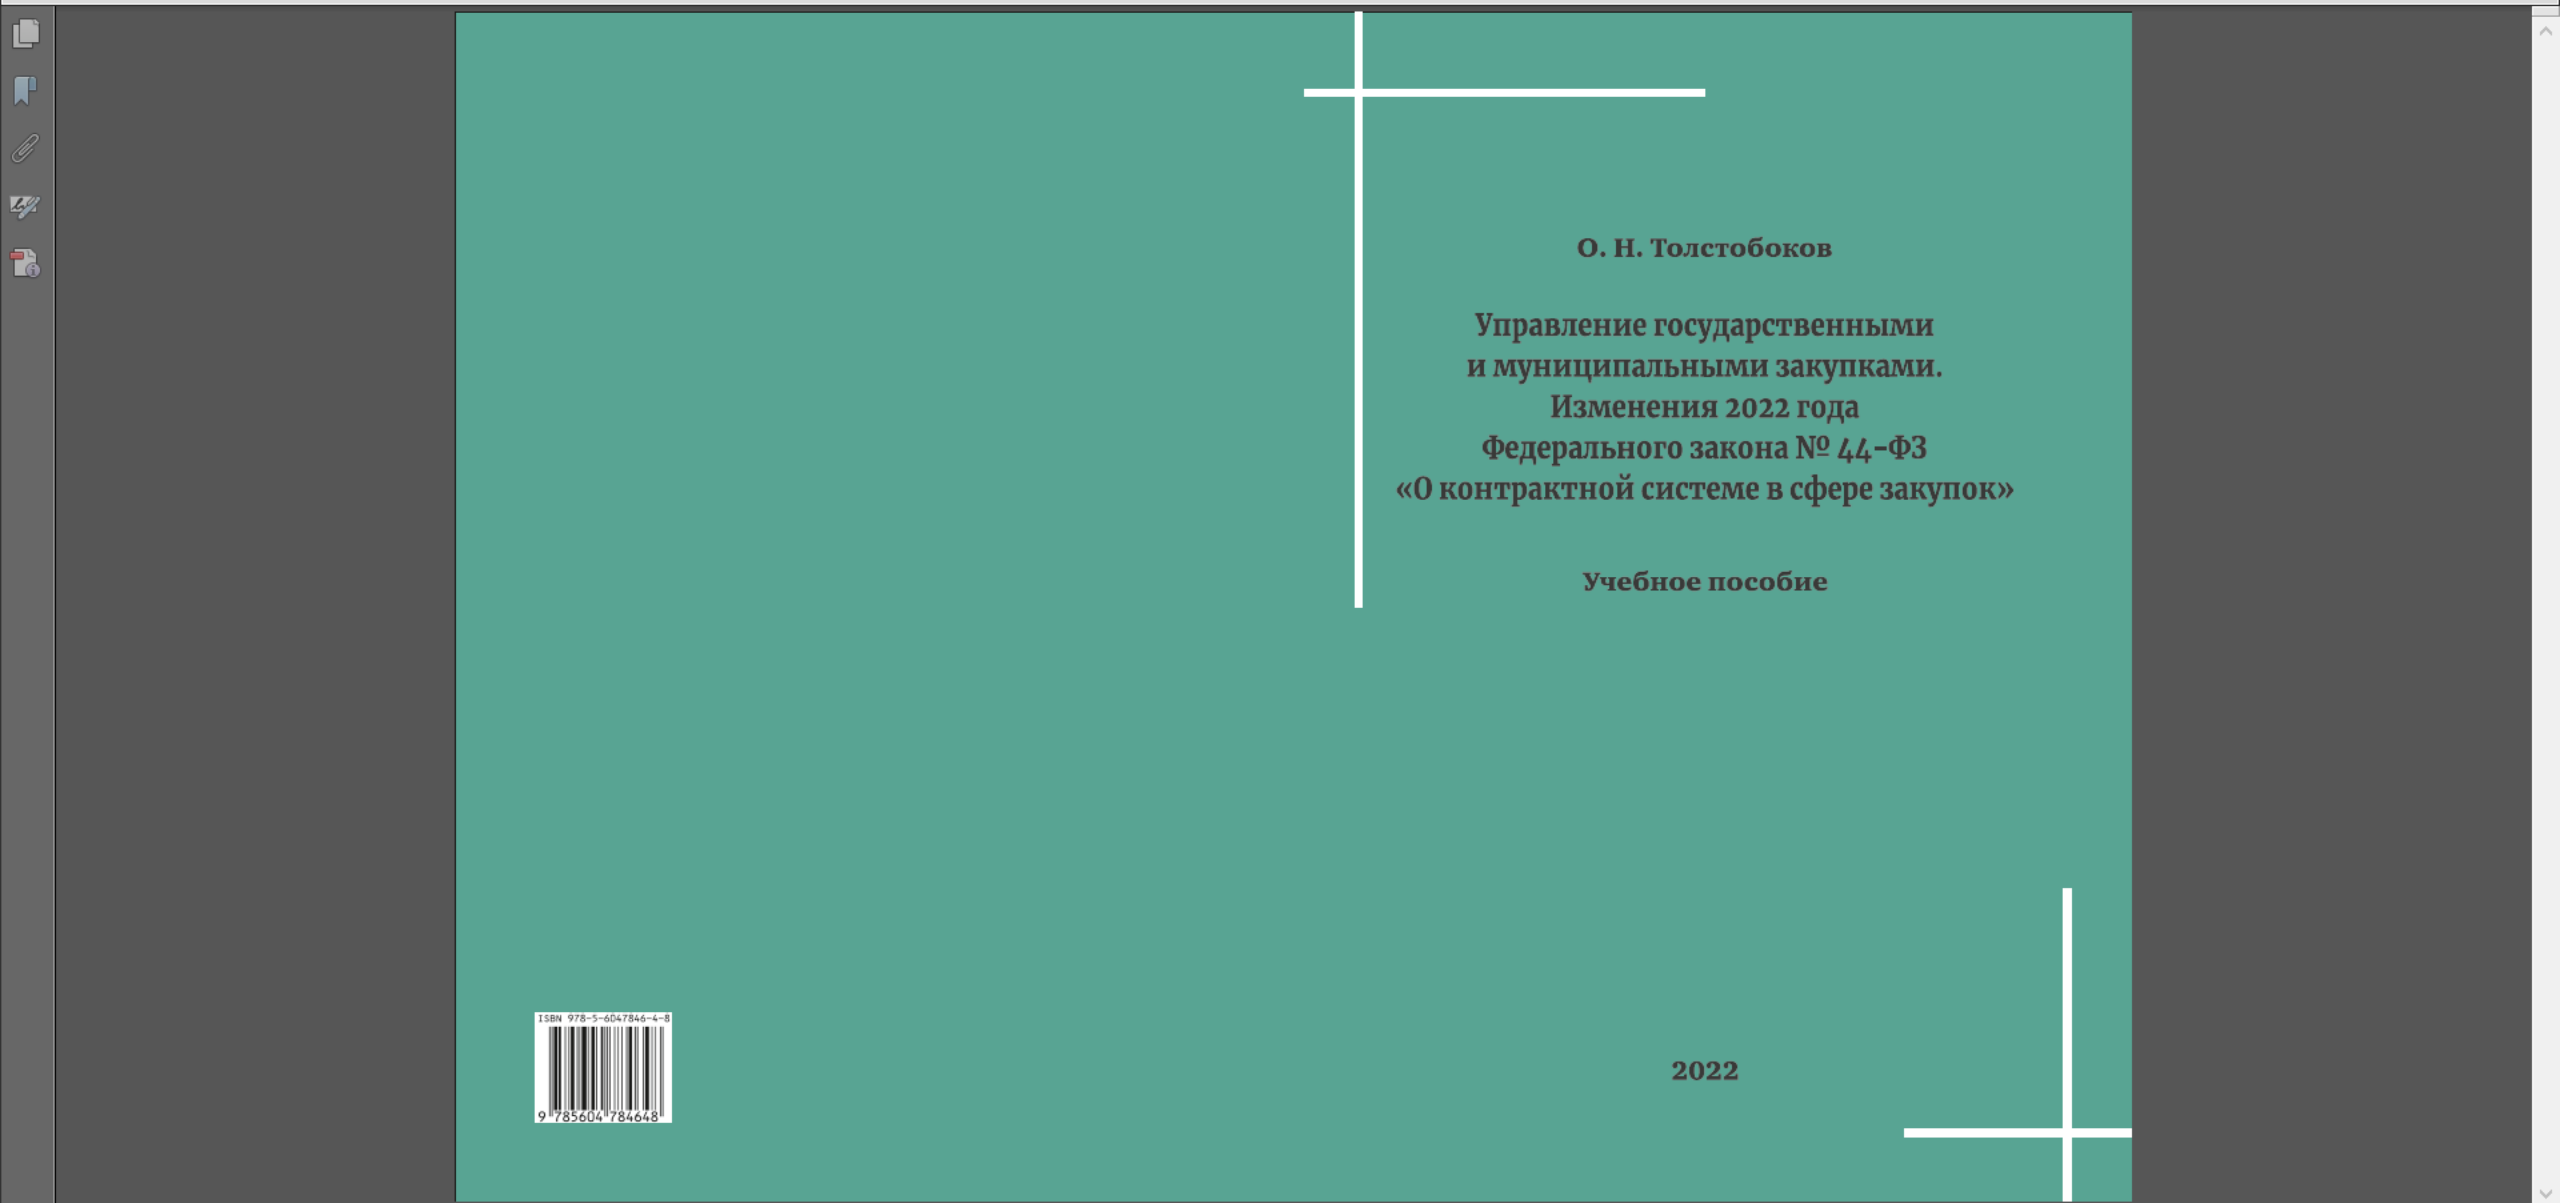 О. Н. Толстобоков
Управление государственными
и муниципальными закупками.
Изменения 2022 года
Федерального закона № 44-ФЗ
«О контрактной системе в сфере закупок»
Учебное пособие
ISBN 978-5-6047846-4-8
9 785604 784648
2022